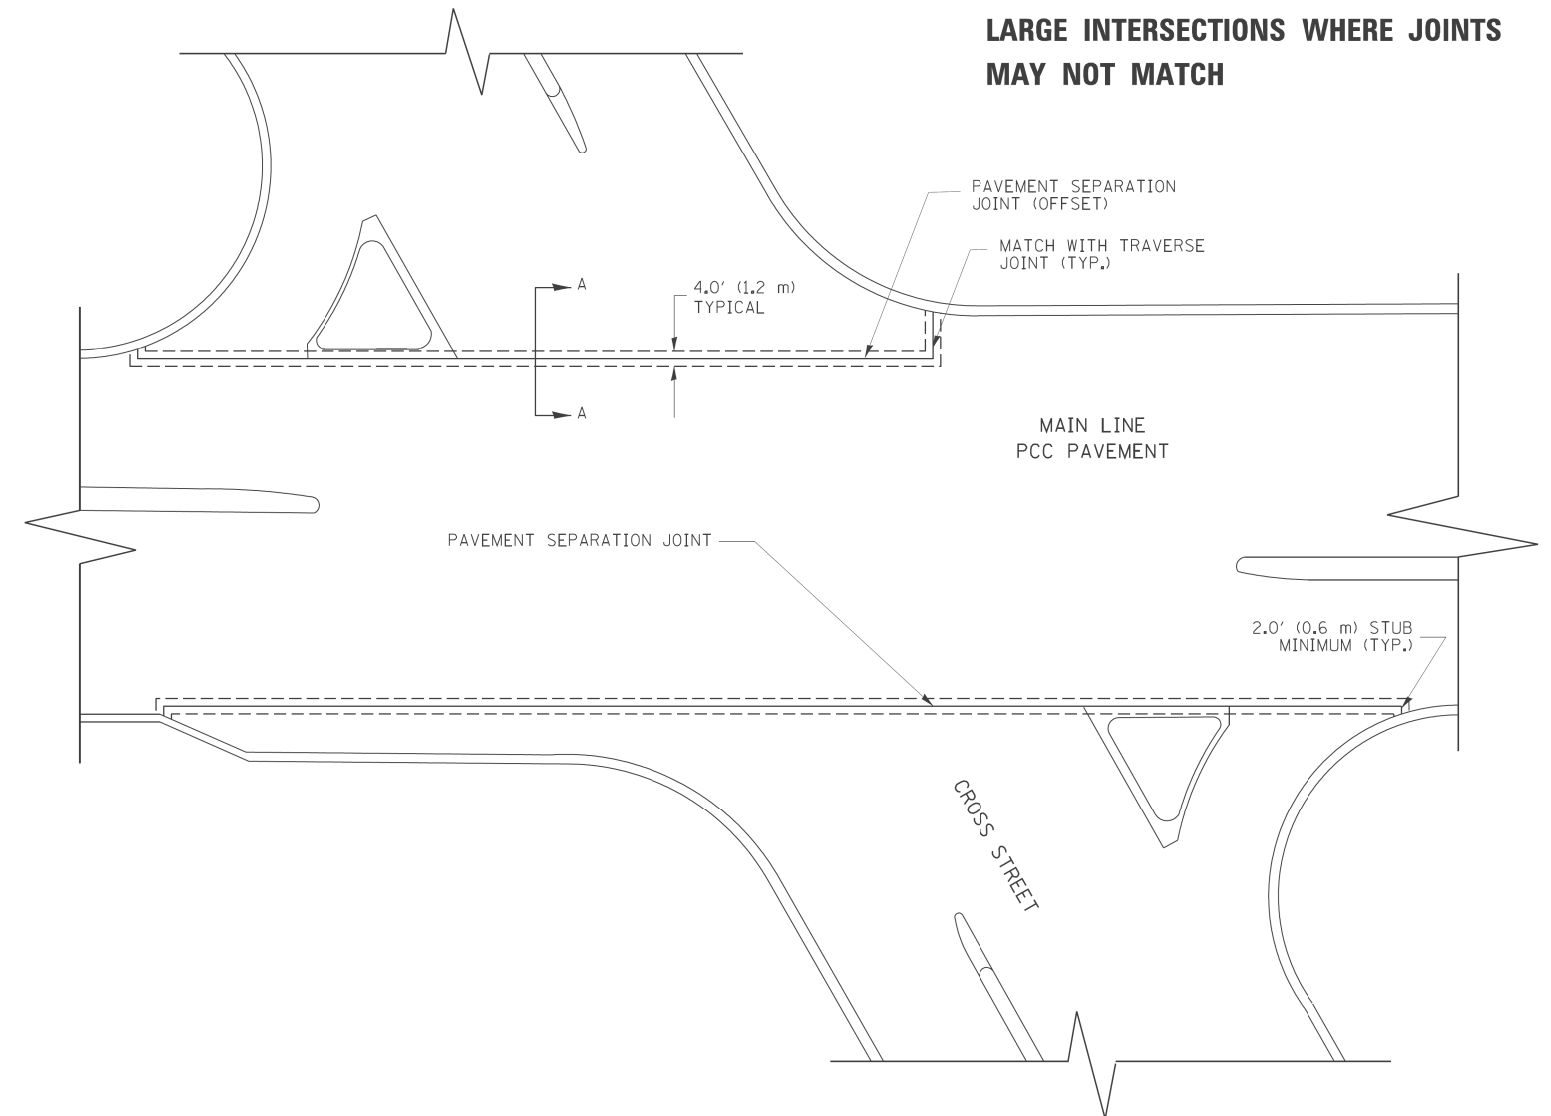 LARGE INTERSECTIONS WHERE JOINTS
MAY NOT MATCH
PAVEMENT SEPARATION
JOINT (OFFSET)
MATCH WITH TRAVERSE
JOINT (TYP.)
A
4.0' (1.2 m)
TYPICAL
A
MAIN LINE
PCC PAVEMENT
PAVEMENT SEPARATION JOINT
2.0' (0.6 m) STUB
MINIMUM (TYP.)
CROSS STREET